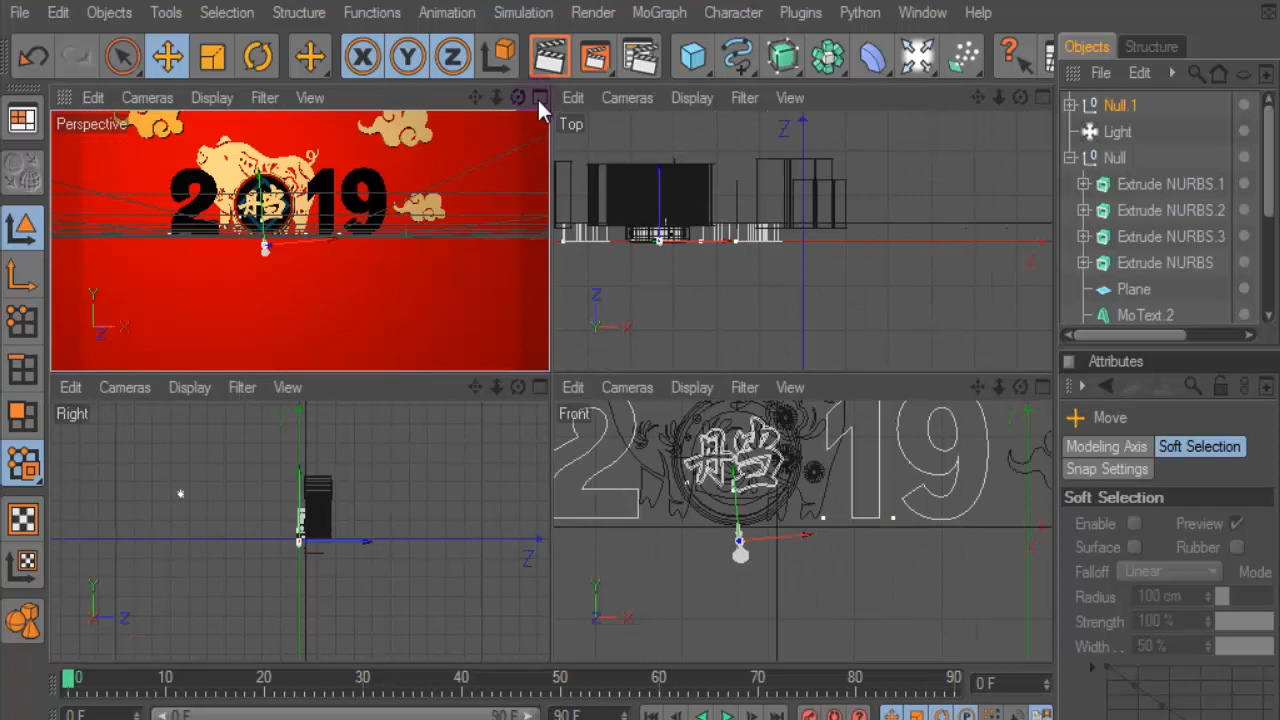 File Edit Objects Tools Selection Structure Functions Animation Simulation Render MoGraph Character Plugins Python Window Help
X Y Z
Objects Structure
File Edit
Edit Cameras Display Filter View
Edit Cameras Display Filter View
Perspective
Top
2 19
Null.1
Light
Null
Extrude NURBS.1
Extrude NURBS.2
Extrude NURBS.3
Extrude NURBS
Plane
MoText.2
Z
X
Y
X
Z
Z
Y
X
Edit Cameras Display Filter View
Edit Cameras Display Filter View
Right
Front
2 19
Z
Y
X
Z
Y
Z
X
Attributes
Move
Modeling Axis Soft Selection
Snap Settings
Soft Selection
Enable Preview
Surface Rubber
Falloff Linear Mode
Radius 100 cm
Strength 100 %
Width . . 50 %
0 10 20 30 40 50 60 70 80 90
0 F
0 F 0 F 90 F 90 F